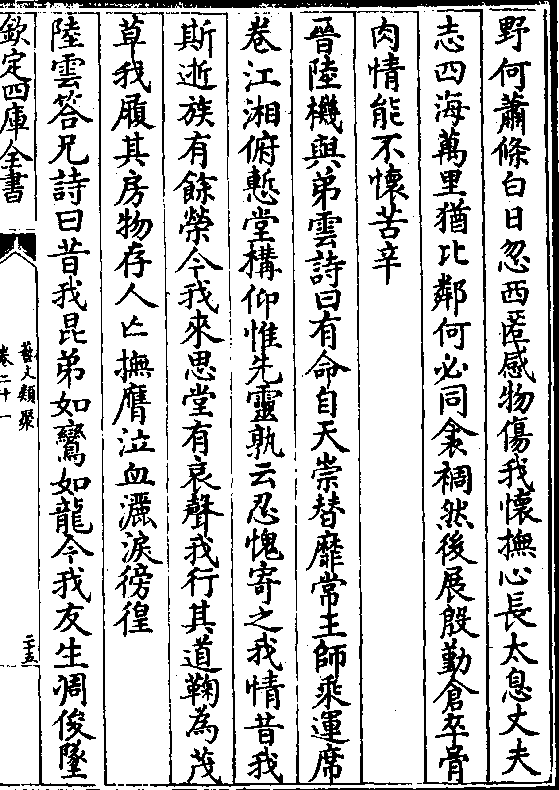 野何蕭條白日忽西匿感物傷我懷撫心長太息丈夫
志四海萬里猶比鄰何必同衾裯然後展殷勤倉卒骨
肉情能不懷苦辛
晉陸機與弟雲詩曰有命自天崇替靡常王師乘運席
卷江湘俯慙堂構仰惟先靈孰云忍愧寄之我情昔我
斯逝族有餘榮今我來思堂有哀聲我行其道鞠為茂
草我履其房物存人亡撫膺泣血灑淚徬徨
陸雲答兄詩曰昔我昆弟如鸞如龍今我友生凋俊墜
欽定四庫全書
藝文類聚
卷二十一
二十五